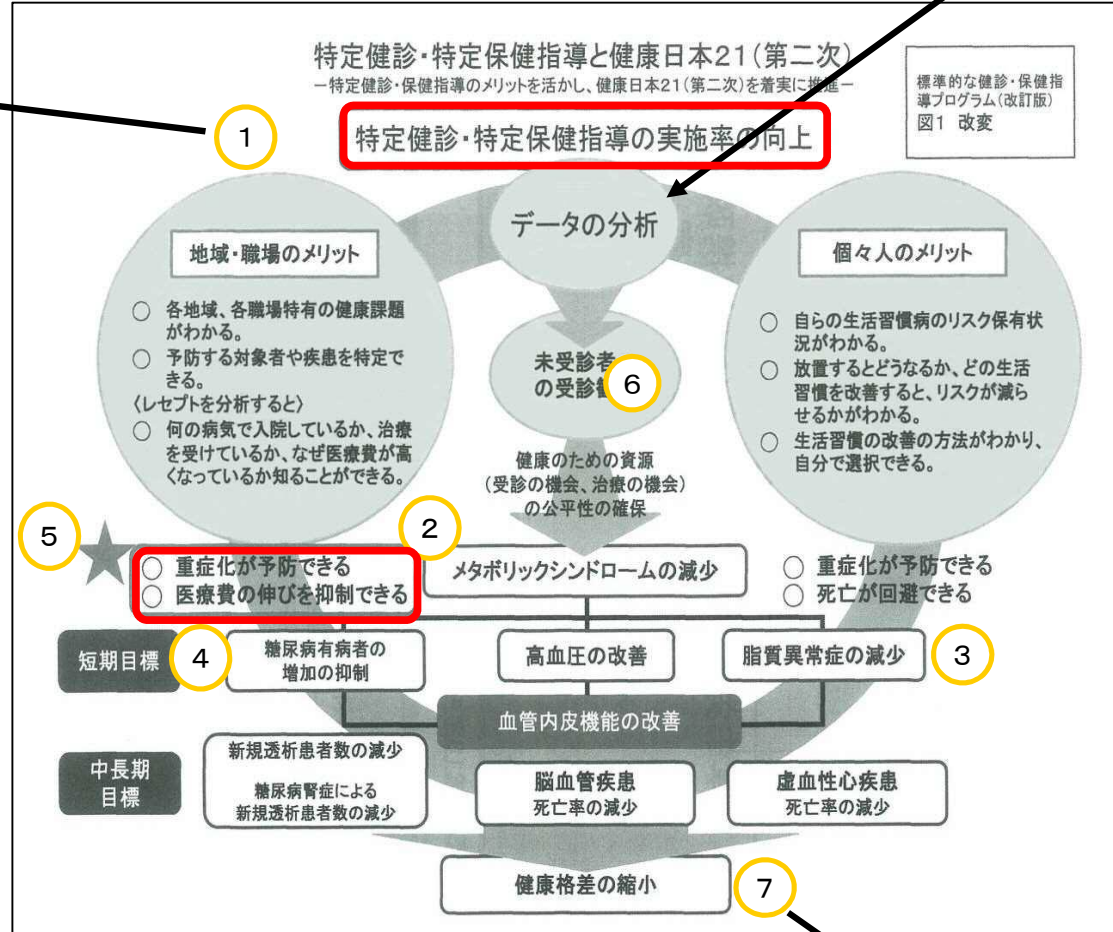 特定健診・特定保健指導と健康日本21(第二次)
－特定健診・保健指導のメリットを活かし、健康日本21(第二次)を着実に推進－
標準的な健診・保健指
導プログラム(改訂版)
図1 改変
①
特定健診・特定保健指導の実施率の向上
データの分析
地域・職場のメリット
○ 各地域、各職場特有の健康課題
がわかる。
○ 予防する対象者や疾患を特定で
きる。
〈レセプトを分析すると〉
○ 何の病気で入院しているか、治療
を受けているか、なぜ医療費が高
くなっているか知ることができる。
個々人のメリット
○ 自らの生活習慣病のリスク保有状
況がわかる。
○ 放置するとどうなるか、どの生活
習慣を改善すると、リスクが減ら
せるかがわかる。
○ 生活習慣の改善の方法がわかり、
自分で選択できる。
未受診者
の受診
⑥
健康のための資源
(受診の機会、治療の機会)
の公平性の確保
⑤
②
○ 重症化が予防できる
○ 医療費の伸びを抑制できる
メタボリックシンドロームの減少
○ 重症化が予防できる
○ 死亡が回避できる
短期目標
④
糖尿病有病者の
増加の抑制
高血圧の改善
脂質異常症の減少
③
血管内皮機能の改善
中長期
目標
新規透析患者数の減少
糖尿病腎症による
新規透析患者数の減少
脳血管疾患
死亡率の減少
虚血性心疾患
死亡率の減少
健康格差の縮小
⑦